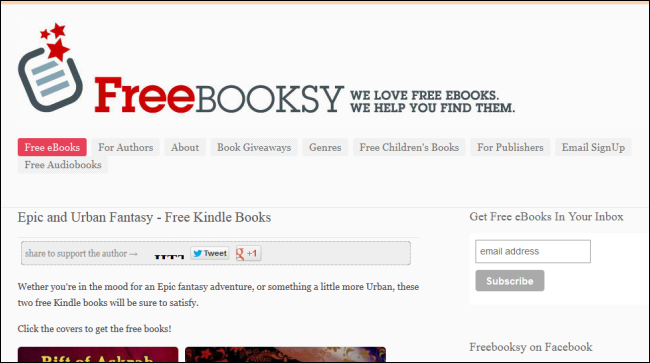 FreeBOOKSY WE LOVE FREE EBOOKS.
WE HELP YOU FIND THEM.
Free eBooks For Authors About Book Giveaways Genres Free Children's Books For Publishers Email SignUp
Free Audiobooks
Epic and Urban Fantasy - Free Kindle Books
share to support the author → Tweet g +1
Wether you're in the mood for an Epic fantasy adventure, or something a little more Urban, these
two free Kindle books will be sure to satisfy.
Click the covers to get the free books!
Rift of Askrah
Get Free eBooks In Your Inbox
email address
Subscribe
Freebooksy on Facebook